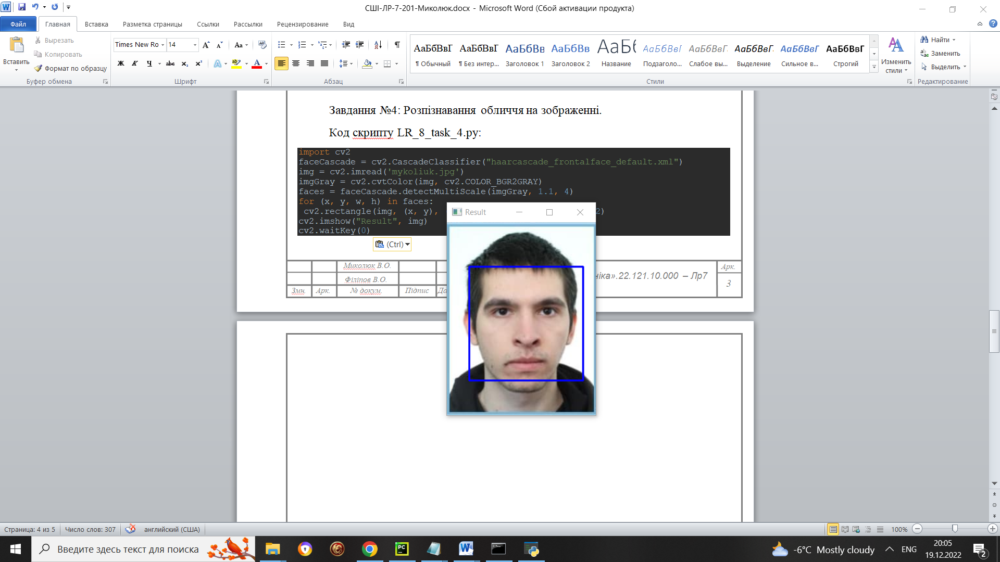 СШІ-ЛР-7-201-Миколюк.docx - Microsoft Word (Сбой активации продукта)
Файл Главная Вставка Разметка страницы Ссылки Рассылки Рецензирование Вид
Вставить
Вырезать
Копировать
Формат по образцу
Буфер обмена
Times New Ro 14
Ж К Ч abc x₂ x²
Шрифт
Абзац
АаБбВвГ АаБбВвГ АаБбВв АаБбВв АаБб АаБбВвГ АаБбВвГ АаБбВвГ АаБбВвГ АаБбВвГ
¶ Обычный ¶ Без интер... Заголовок 1 Заголовок 2 Название Подзаголо... Слабое вы... Выделение Сильное в... Строгий
Стили
Изменить стили
Найти
Заменить
Выделить
Редактирование
Завдання №4: Розпізнавання обличчя на зображенні.
Код скрипту LR_8_task_4.py:
import cv2
faceCascade = cv2.CascadeClassifier("haarcascade_frontalface_default.xml")
img = cv2.imread('mykoliuk.jpg')
imgGray = cv2.cvtColor(img, cv2.COLOR_BGR2GRAY)
faces = faceCascade.detectMultiScale(imgGray, 1.1, 4)
for (x, y, w, h) in faces:
cv2.rectangle(img, (x, y), 2)
cv2.imshow("Result", img)
cv2.waitKey(0)
(Ctrl)
Result
Миколюк В.О.
Філіпов В.О.
Змн. Арк. № докум. Підпис Да
ніка».22.121.10.000 – Лр7
Арк.
3
Страница: 4 из 5 Число слов: 307 английский (США) 100%
Введите здесь текст для поиска
-6°C Mostly cloudy ENG
20:05
19.12.2022
2